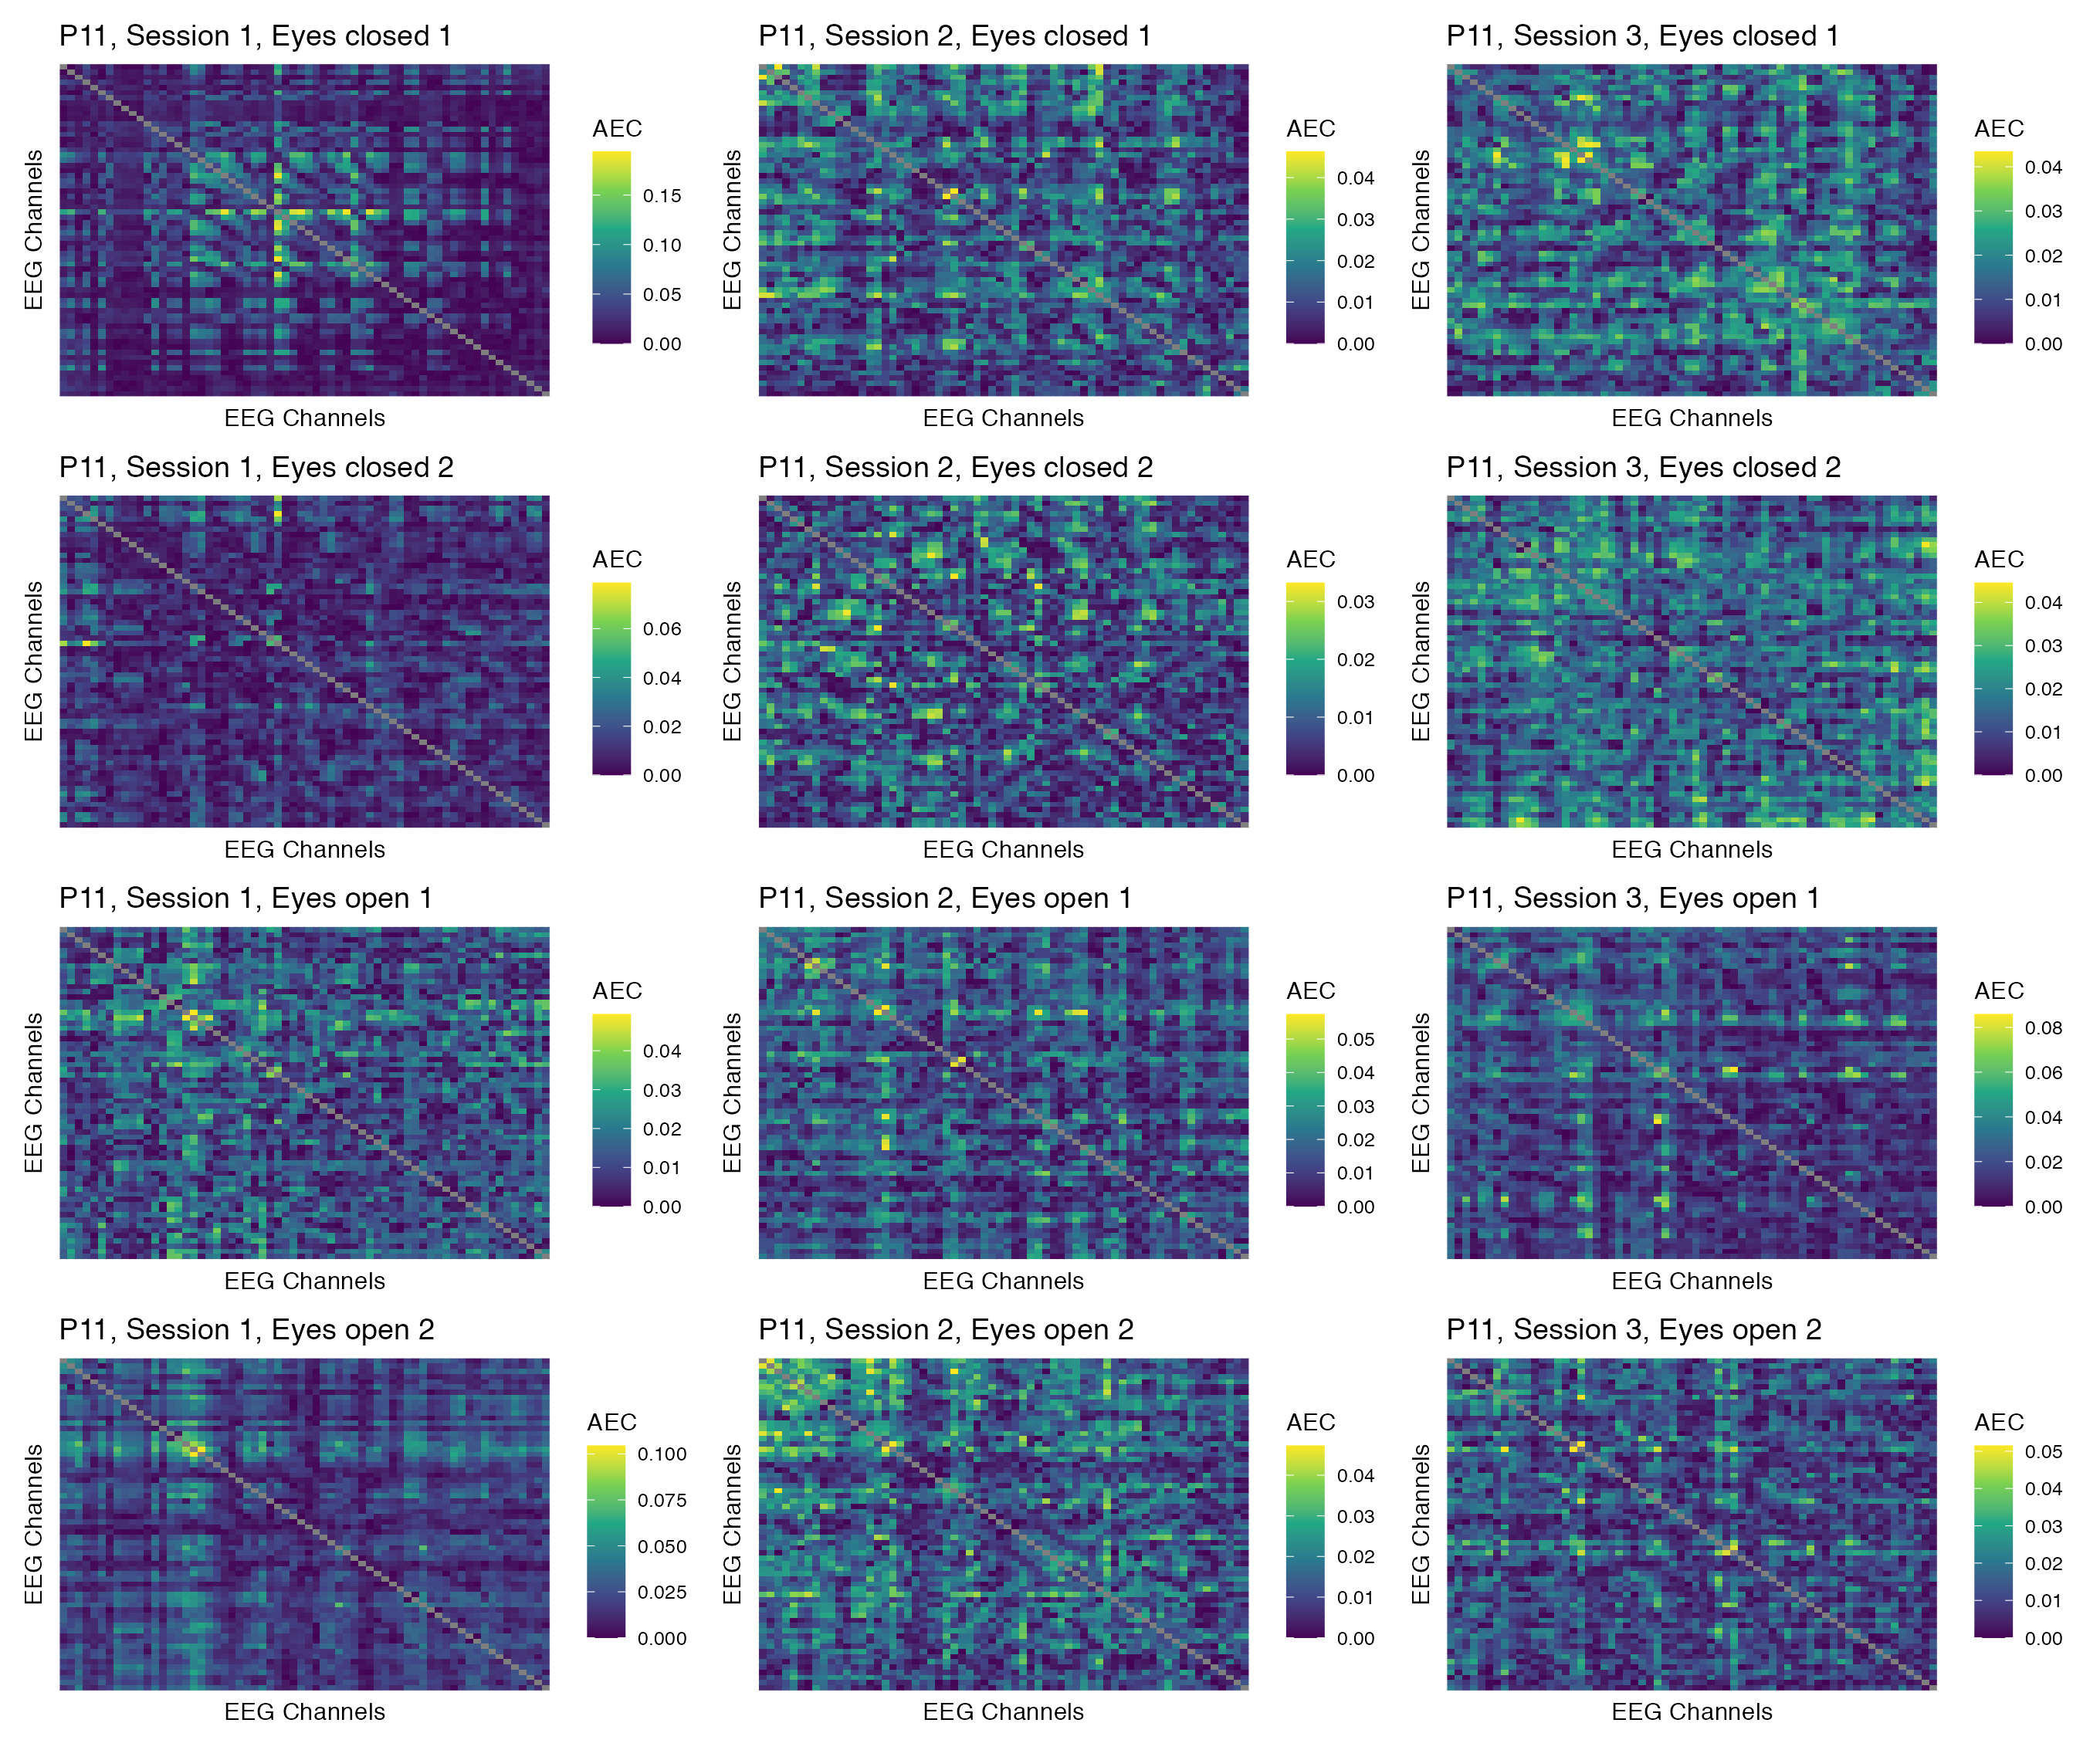 P11, Session 1, Eyes closed 1
EEG Channels
EEG Channels
AEC
0.15
0.10
0.05
0.00
P11, Session 2, Eyes closed 1
EEG Channels
EEG Channels
AEC
0.04
0.03
0.02
0.01
0.00
P11, Session 3, Eyes closed 1
EEG Channels
EEG Channels
AEC
0.04
0.03
0.02
0.01
0.00
P11, Session 1, Eyes closed 2
EEG Channels
EEG Channels
AEC
0.06
0.04
0.02
0.00
P11, Session 2, Eyes closed 2
EEG Channels
EEG Channels
AEC
0.03
0.02
0.01
0.00
P11, Session 3, Eyes closed 2
EEG Channels
EEG Channels
AEC
0.04
0.03
0.02
0.01
0.00
P11, Session 1, Eyes open 1
EEG Channels
EEG Channels
AEC
0.04
0.03
0.02
0.01
0.00
P11, Session 2, Eyes open 1
EEG Channels
EEG Channels
AEC
0.05
0.04
0.03
0.02
0.01
0.00
P11, Session 3, Eyes open 1
EEG Channels
EEG Channels
AEC
0.08
0.06
0.04
0.02
0.00
P11, Session 1, Eyes open 2
EEG Channels
EEG Channels
AEC
0.100
0.075
0.050
0.025
0.000
P11, Session 2, Eyes open 2
EEG Channels
EEG Channels
AEC
0.04
0.03
0.02
0.01
0.00
P11, Session 3, Eyes open 2
EEG Channels
EEG Channels
AEC
0.05
0.04
0.03
0.02
0.01
0.00